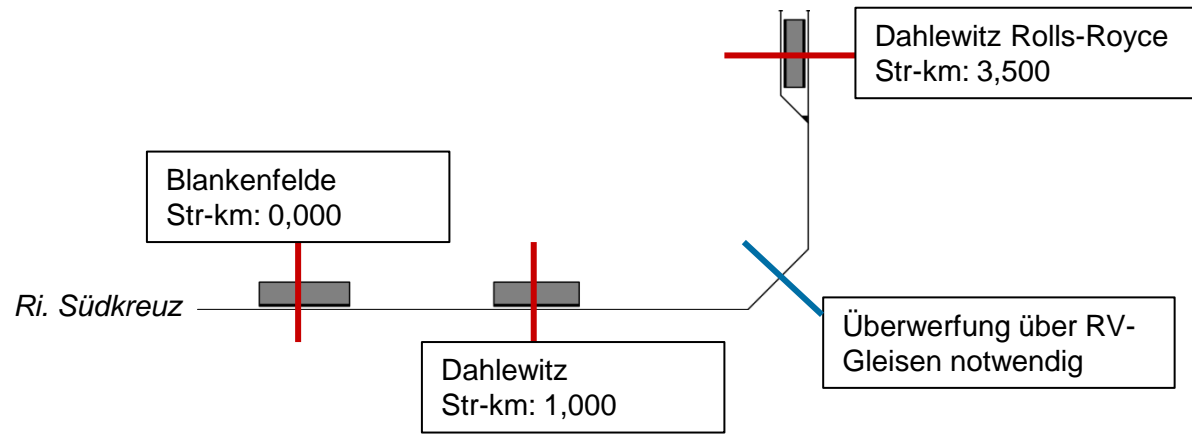 Dahlewitz Rolls-Royce
Str-km: 3,500
Blankenfelde
Str-km: 0,000
Ri. Südkreuz
Überwerfung über RV-
Gleisen notwendig
Dahlewitz
Str-km: 1,000